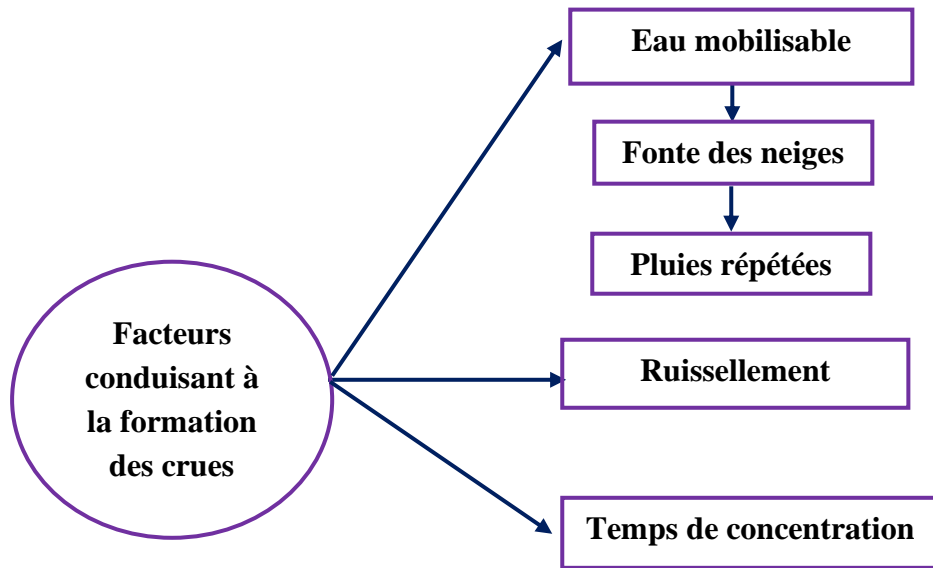 Facteurs
conduisant à
la formation
des crues
Eau mobilisable
Fonte des neiges
Pluies répétées
Ruissellement
Temps de concentration